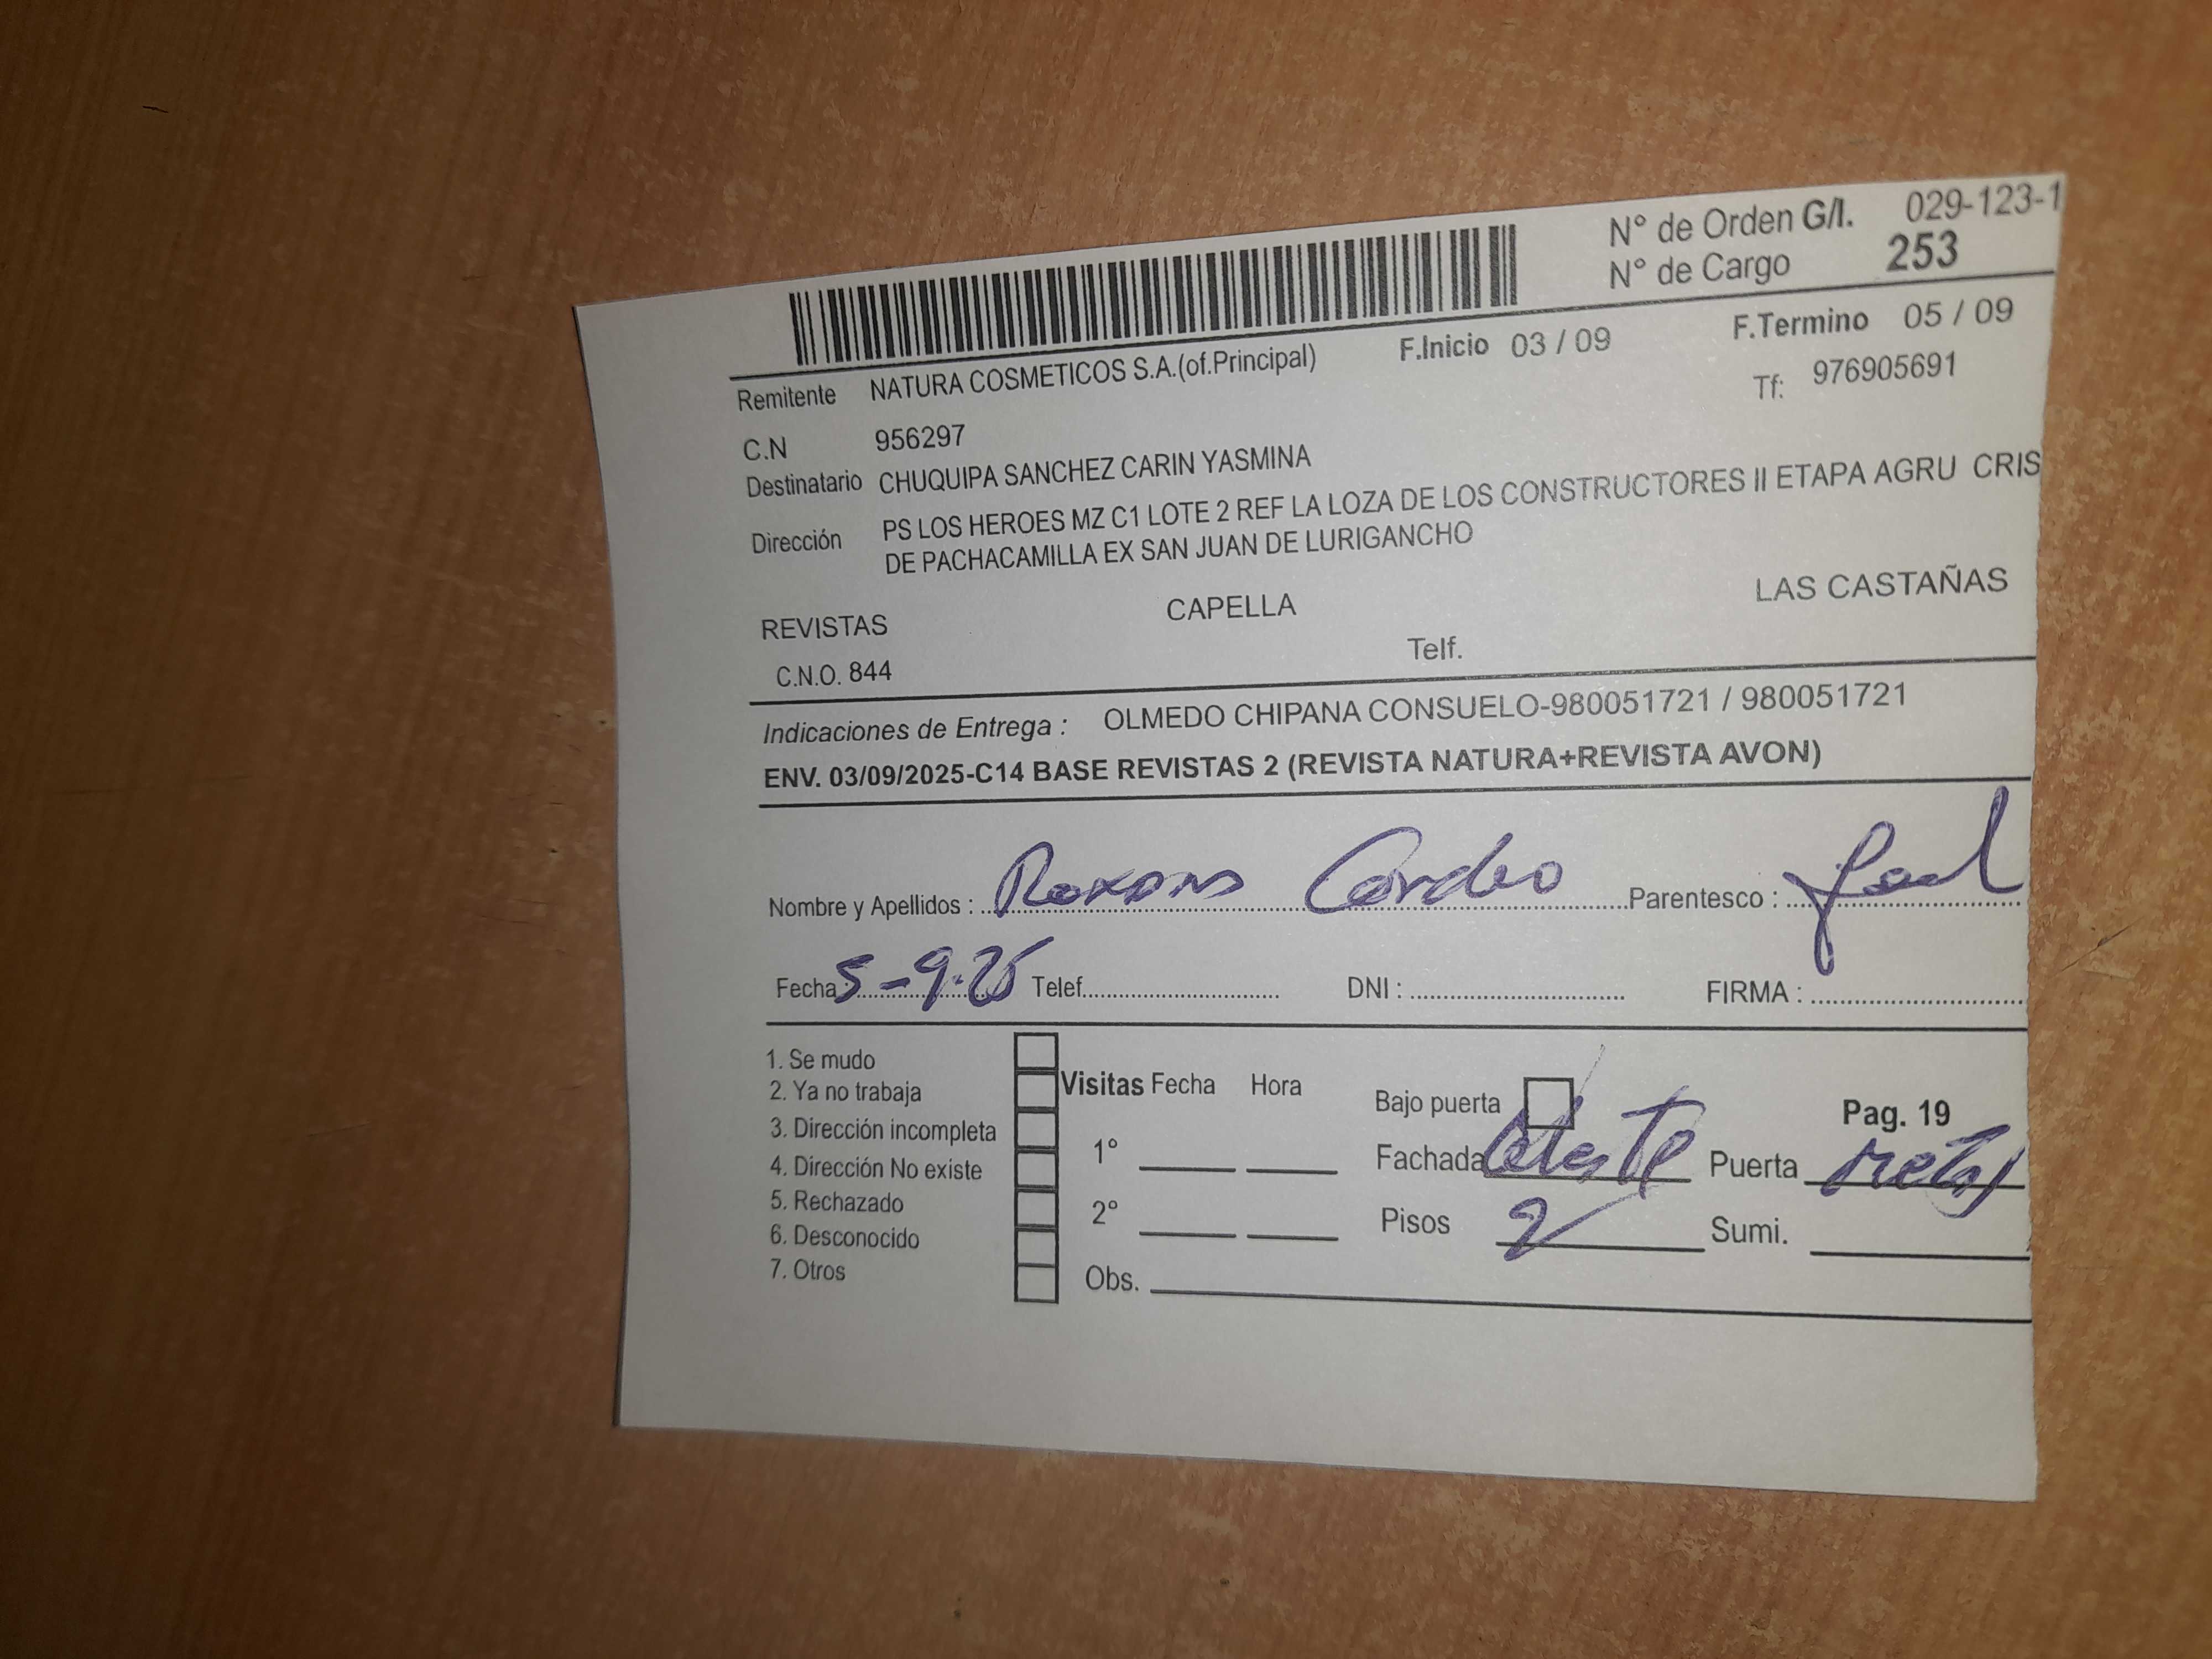 N° de Orden G/I. 029-123-1
N° de Cargo 253
F.Inicio 03 / 09 F.Termino 05 / 09
Remitente NATURA COSMETICOS S.A.(of.Principal) Tf: 976905691
C.N 956297
Destinatario CHUQUIPA SANCHEZ CARIN YASMINA
Dirección PS LOS HEROES MZ C1 LOTE 2 REF LA LOZA DE LOS CONSTRUCTORES II ETAPA AGRU CRIS
DE PACHACAMILLA EX SAN JUAN DE LURIGANCHO
REVISTAS CAPELLA LAS CASTAÑAS
C.N.O. 844 Telf.
Indicaciones de Entrega : OLMEDO CHIPANA CONSUELO-980051721 / 980051721
ENV. 03/09/2025-C14 BASE REVISTAS 2 (REVISTA NATURA+REVISTA AVON)
Nombre y Apellidos : Parentesco :
Fecha : 5-9-25 Telef. DNI : FIRMA :
1. Se mudo
2. Ya no trabaja
3. Dirección incompleta
4. Dirección No existe
5. Rechazado
6. Desconocido
7. Otros
Visitas Fecha Hora
1°
2°
Obs.
Bajo puerta Pag. 19
Fachada Celeste Puerta metal
Pisos 2 Sumi.